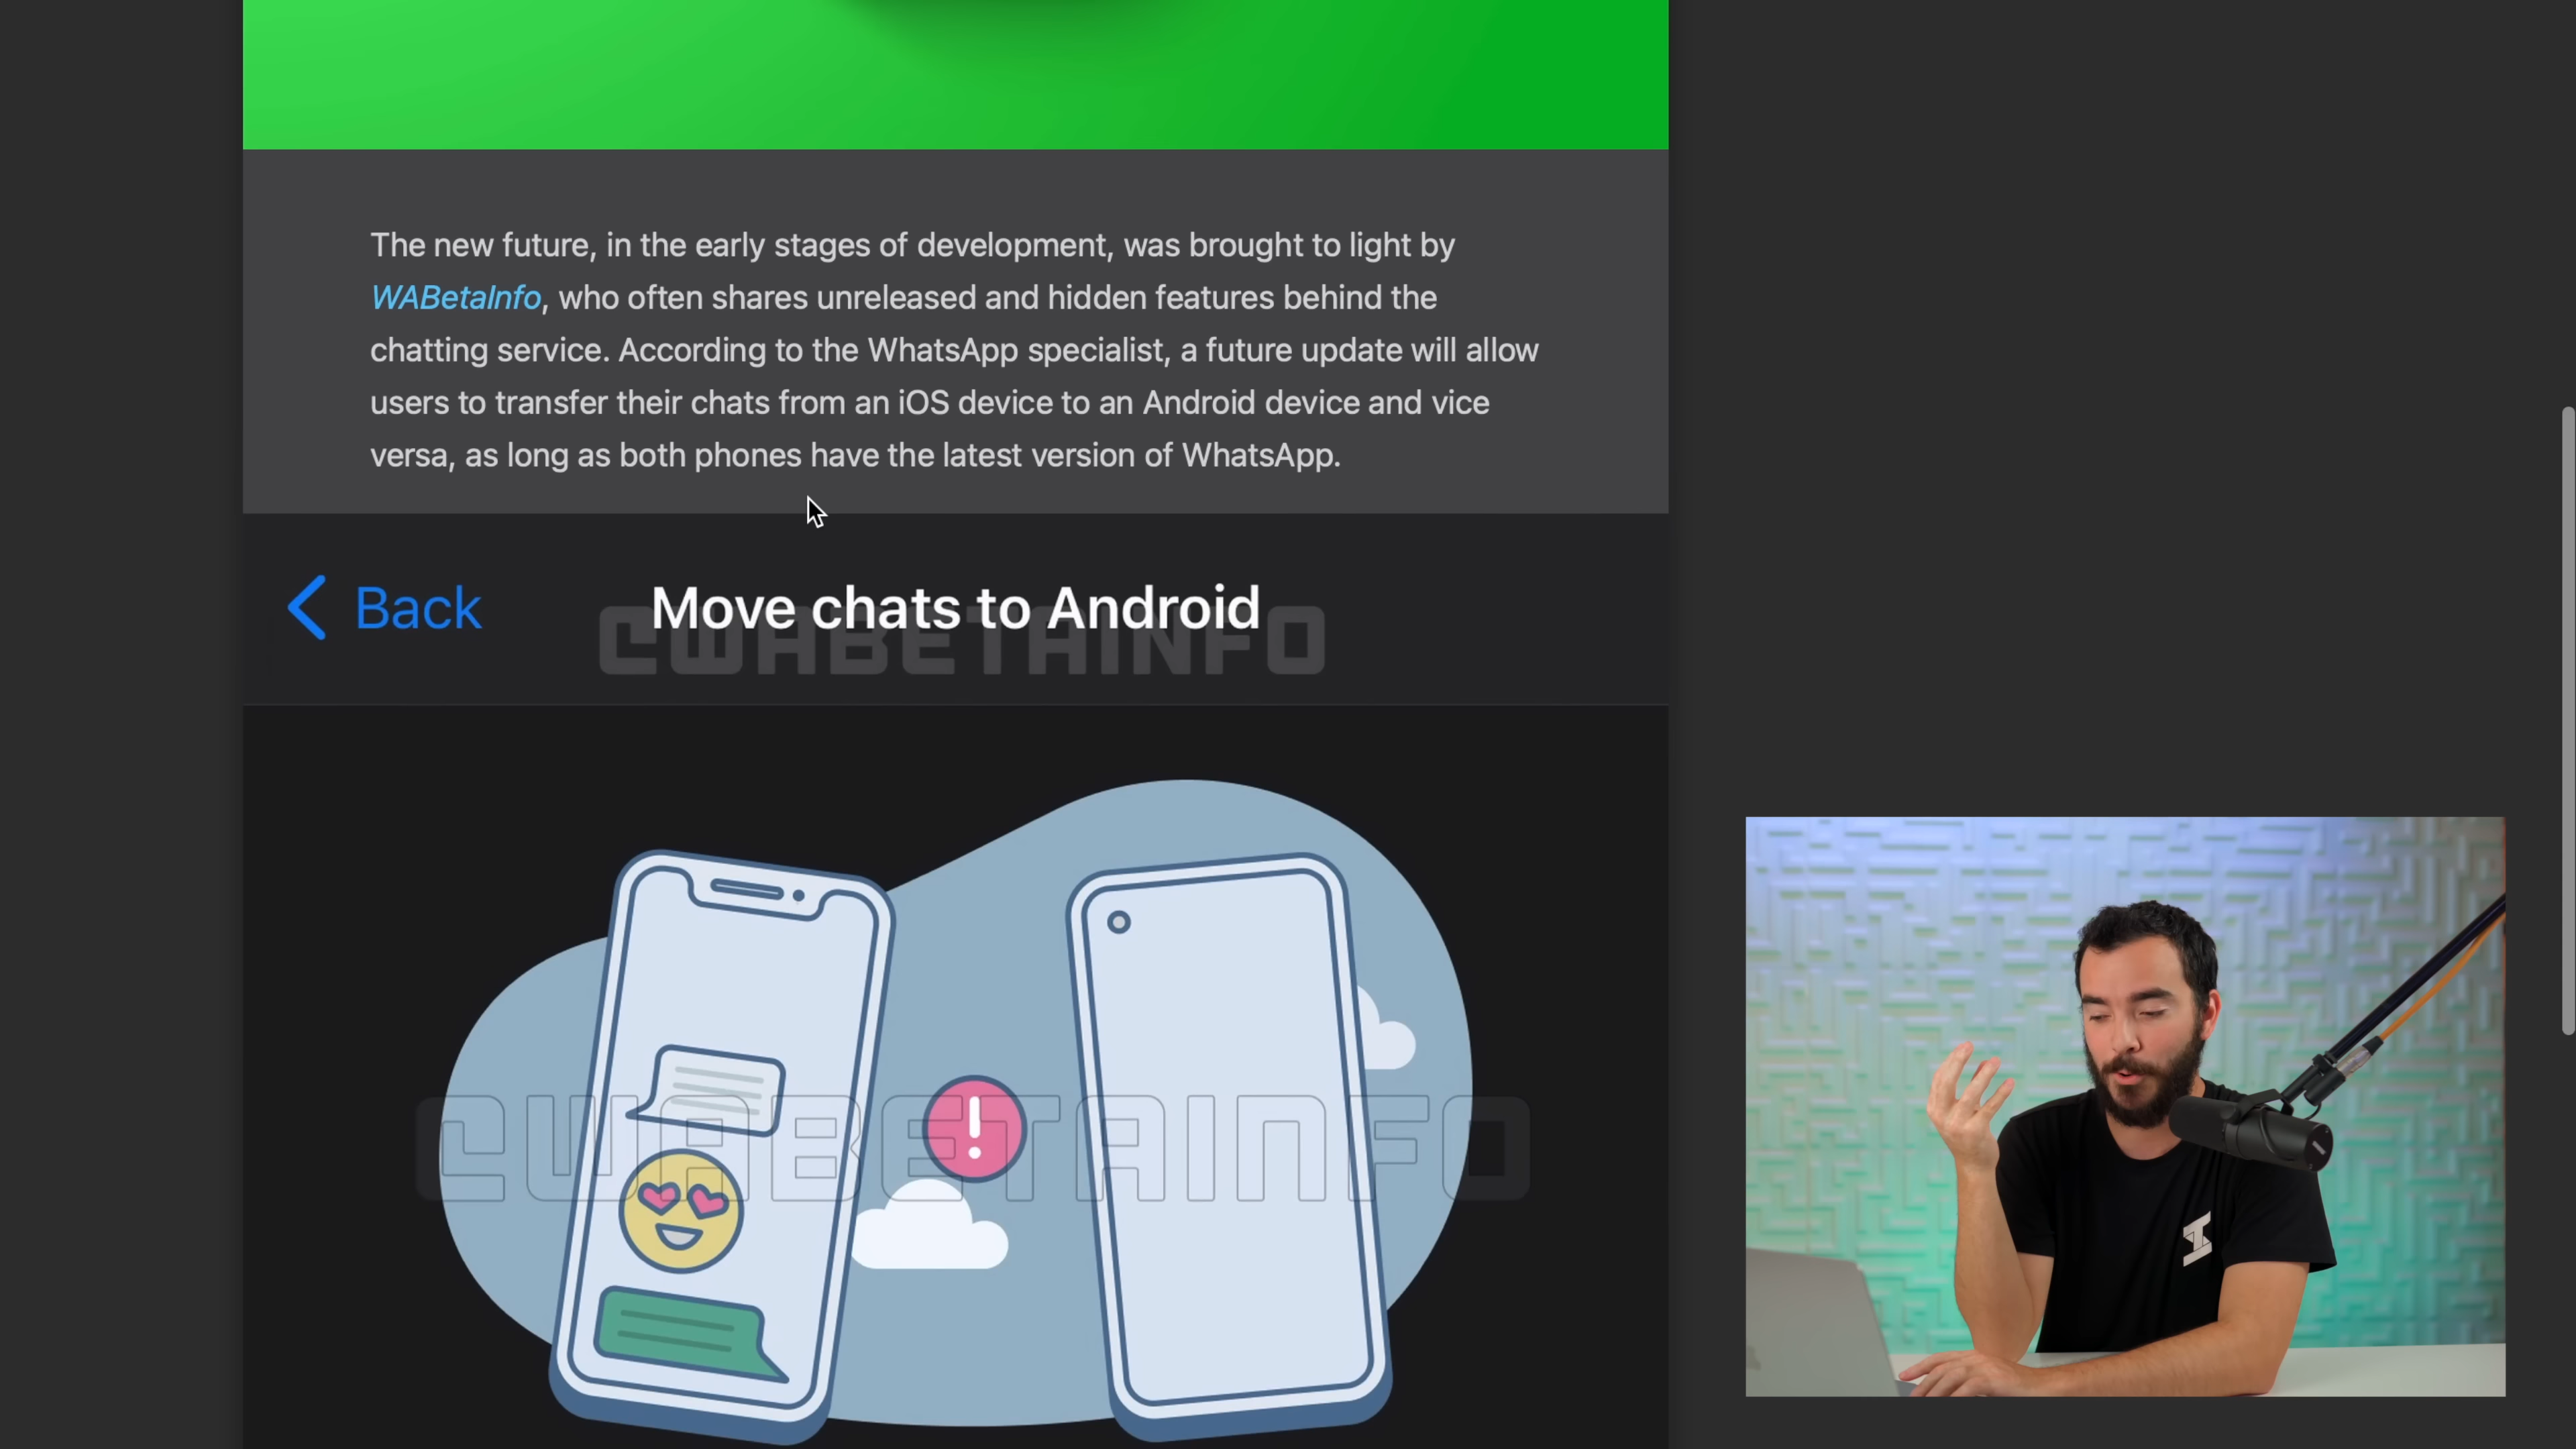 The new future, in the early stages of development, was brought to light by
WABetaInfo, who often shares unreleased and hidden features behind the
chatting service. According to the WhatsApp specialist, a future update will allow
users to transfer their chats from an iOS device to an Android device and vice
versa, as long as both phones have the latest version of WhatsApp.
Back
Move chats to Android
CWABETAINFO
CWABETAINFO